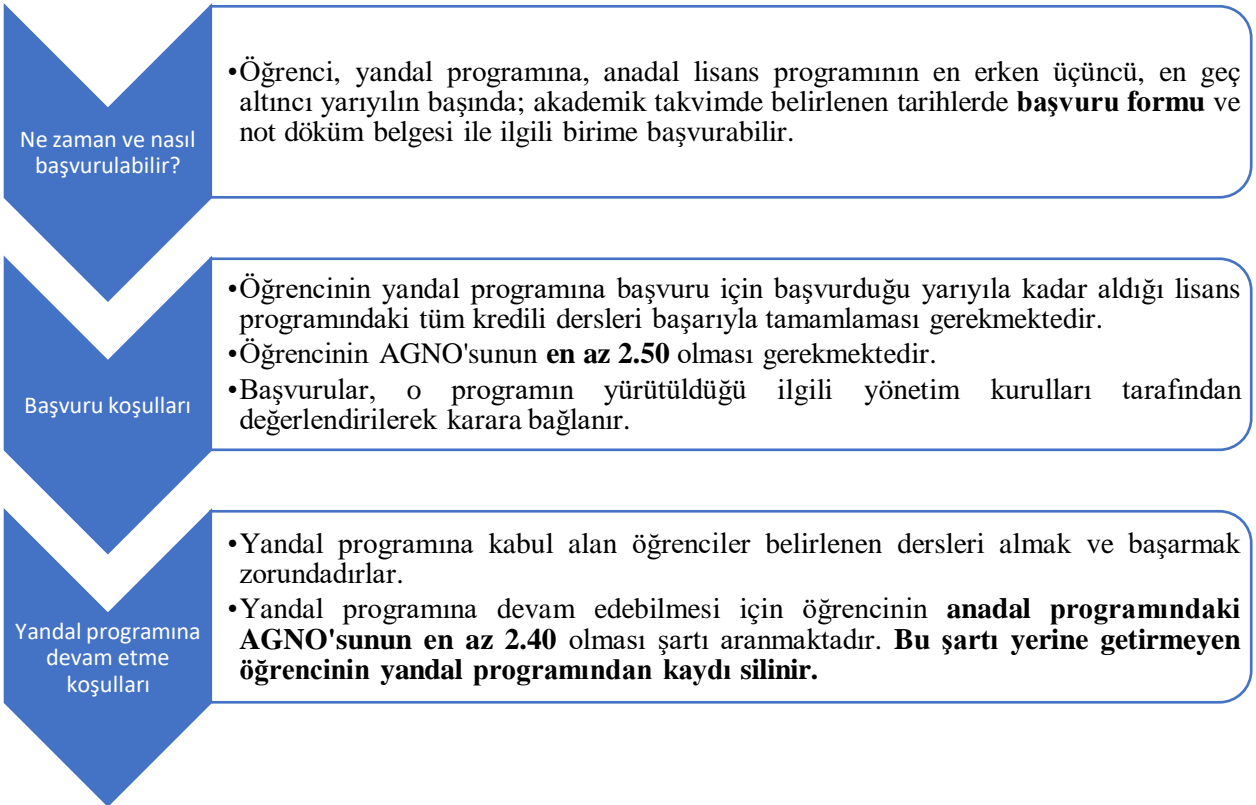 Ne zaman ve nasıl
başvurulabilir?
•Öğrenci, yandal programına, anadal lisans programının en erken üçüncü, en geç
altıncı yarıyılın başında; akademik takvimde belirlenen tarihlerde başvuru formu ve
not döküm belgesi ile ilgili birime başvurabilir.
Başvuru koşulları
•Öğrencinin yandal programına başvuru için başvurduğu yarıyıla kadar aldığı lisans
programındaki tüm kredili dersleri başarıyla tamamlaması gerekmektedir.
•Öğrencinin AGNO'sunun en az 2.50 olması gerekmektedir.
•Başvurular, o programın yürütüldüğü ilgili yönetim kurulları tarafından
değerlendirilerek karara bağlanır.
Yandal programına
devam etme
koşulları
•Yandal programına kabul alan öğrenciler belirlenen dersleri almak ve başarmak
zorundadırlar.
•Yandal programına devam edebilmesi için öğrencinin anadal programındaki
AGNO'sunun en az 2.40 olması şartı aranmaktadır. Bu şartı yerine getirmeyen
öğrencinin yandal programından kaydı silinir.